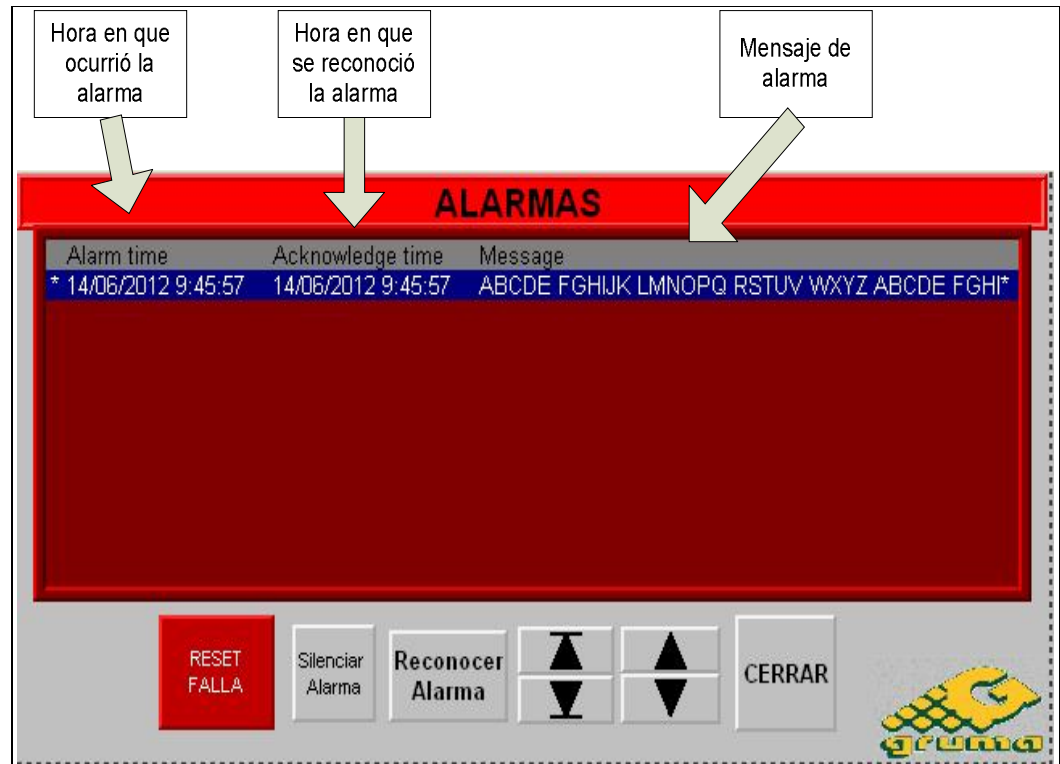 Hora en que
ocurrió la
alarma
Hora en que
se reconoció
la alarma
Mensaje de
alarma
ALARMAS
Alarm time Acknowledge time Message
* 14/06/2012 9:45:57 14/06/2012 9:45:57 ABCDE FGHIJK LMNOPQ RSTUV WXYZ ABCDE FGHI*
RESET
FALLA
Silenciar
Alarma
Reconocer
Alarma
CERRAR
G
gruma